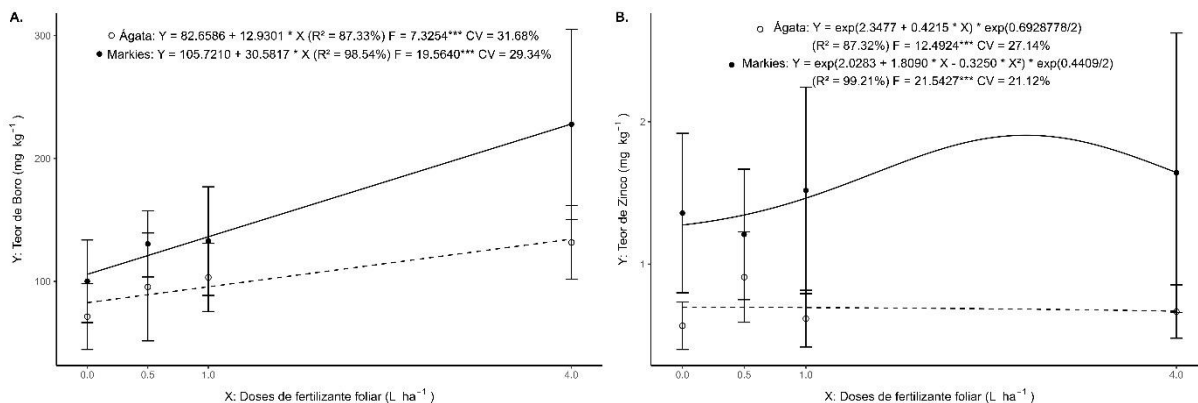 A.
Ágata: Y = 82.6586 + 12.9301 * X (R² = 87.33%) F = 7.3254*** CV = 31.68%
Markies: Y = 105.7210 + 30.5817 * X (R² = 98.54%) F = 19.5640*** CV = 29.34%
Y: Teor de Boro (mg kg⁻¹)
300
200
100
0.0
0.5
1.0
4.0
X: Doses de fertilizante foliar (L ha⁻¹)
B.
Ágata: Y = exp(2.3477 + 0.4215 * X) * exp(0.6928778/2)
(R² = 87.32%) F = 12.4924*** CV = 27.14%
Markies: Y = exp(2.0283 + 1.8090 * X - 0.3250 * X²) * exp(0.4409/2)
(R² = 99.21%) F = 21.5427*** CV = 21.12%
Y: Teor de Zinco (mg kg⁻¹)
2
1
0.0
0.5
1.0
4.0
X: Doses de fertilizante foliar (L ha⁻¹)